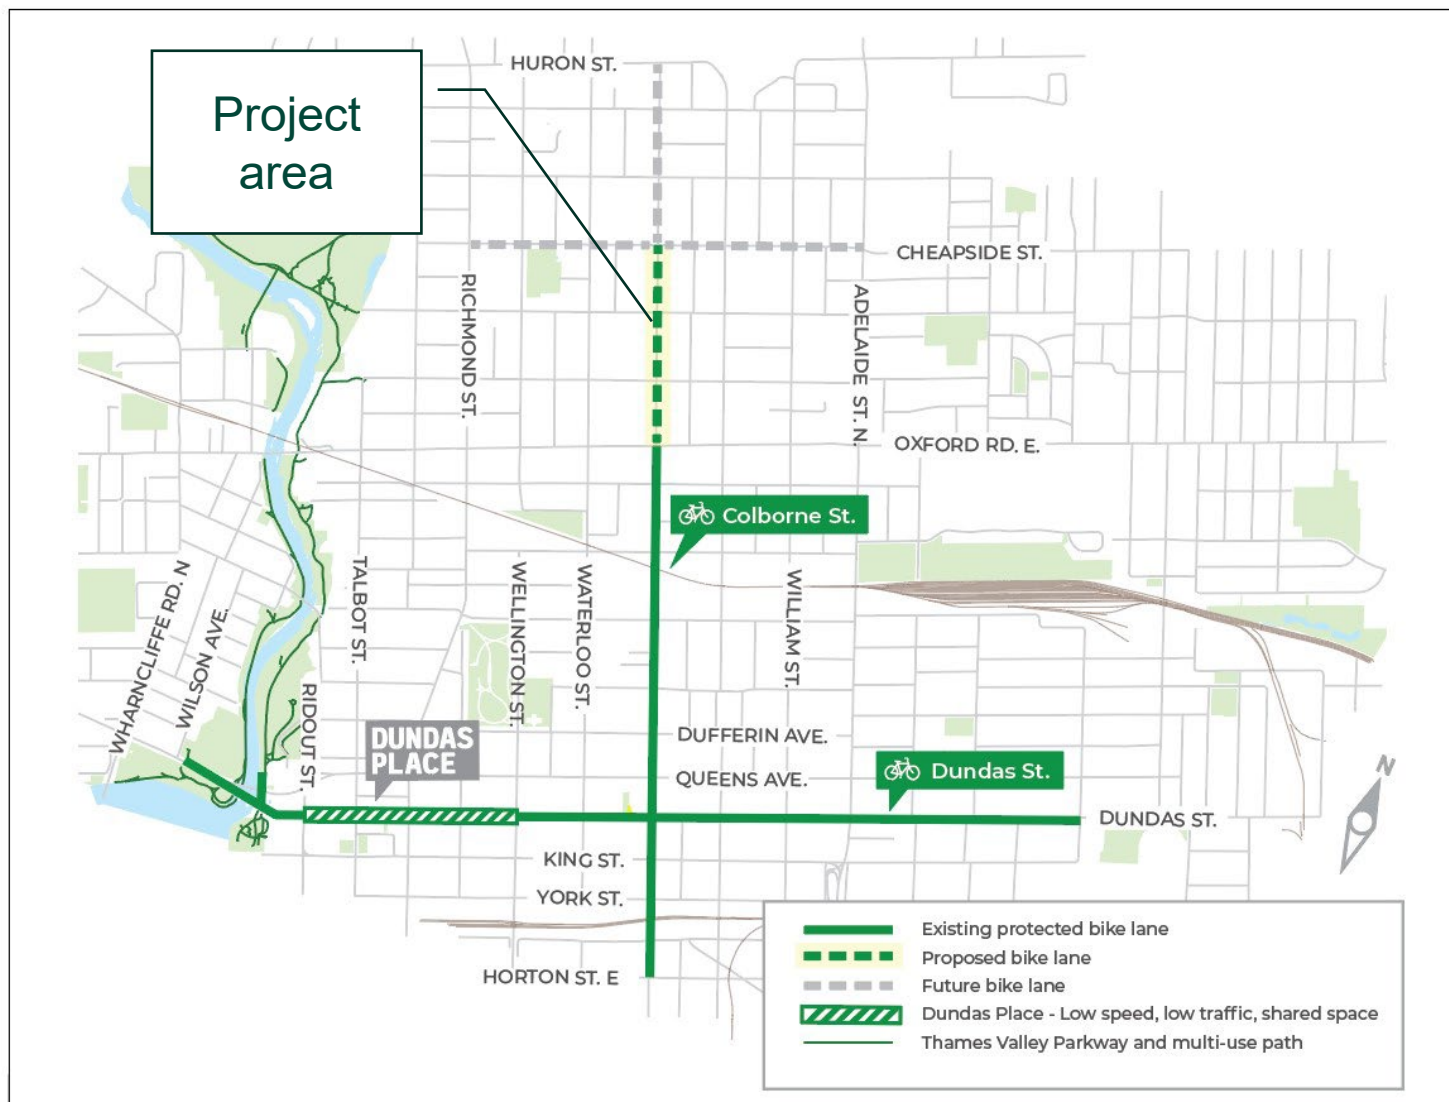 Project
area
HURON ST.
CHEAPSIDE ST.
RICHMOND ST.
ADELAIDE ST. N.
OXFORD RD. E.
Colborne St.
WHARNCLIFFE RD. N
WILSON AVE.
TALBOT ST.
RIDOUT ST.
WELLINGTON ST.
WATERLOO ST.
WILLIAM ST.
DUNDAS
PLACE
DUFFERIN AVE.
QUEENS AVE.
Dundas St.
DUNDAS ST.
N
KING ST.
YORK ST.
HORTON ST. E
Existing protected bike lane
Proposed bike lane
Future bike lane
Dundas Place - Low speed, low traffic, shared space
Thames Valley Parkway and multi-use path